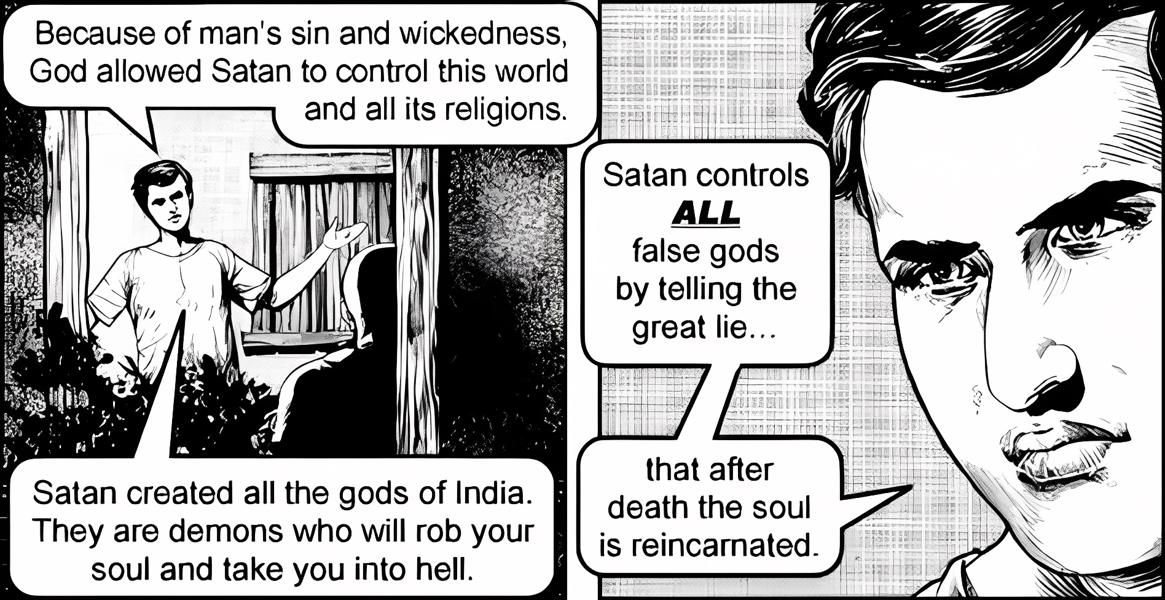 Because of man's sin and wickedness,
God allowed Satan to control this world
and all its religions.
Satan created all the gods of India.
They are demons who will rob your
soul and take you into hell.
Satan controls
ALL
false gods
by telling the
great lie...
that after
death the soul
is reincarnated.